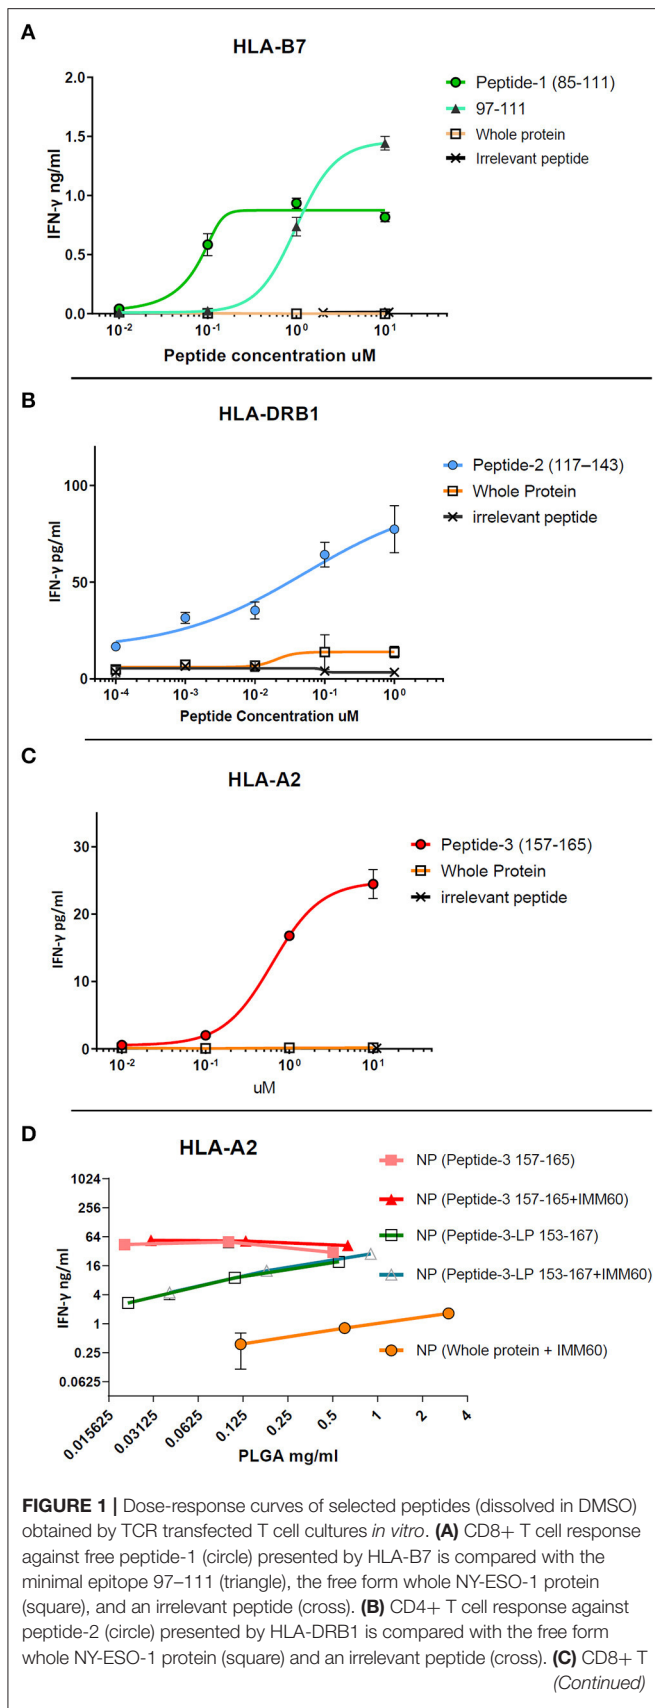 A
HLA-B7
2.0
1.5
1.0
0.5
0.0
IFN-γ ng/ml
10-2
10-1
100
101
Peptide concentration uM
Peptide-1 (85-111)
97-111
Whole protein
Irrelevant peptide
B
HLA-DRB1
100
50
0
IFN-γ pg/ml
10-4
10-3
10-2
10-1
100
Peptide Concentration uM
Peptide-2 (117–143)
Whole Protein
irrelevant peptide
C
HLA-A2
30
20
10
0
IFN-γ pg/ml
10-2
10-1
100
101
uM
Peptide-3 (157-165)
Whole Protein
irrelevant peptide
D
HLA-A2
1024
256
64
16
4
1
0.25
0.0625
IFN-γ ng/ml
0.015625
0.03125
0.0625
0.125
0.25
0.5
1
2
4
PLGA mg/ml
NP (Peptide-3 157-165)
NP (Peptide-3 157-165+IMM60)
NP (Peptide-3-LP 153-167)
NP (Peptide-3-LP 153-167+IMM60)
NP (Whole protein + IMM60)
FIGURE 1 | Dose-response curves of selected peptides (dissolved in DMSO)
obtained by TCR transfected T cell cultures in vitro. (A) CD8+ T cell response
against free peptide-1 (circle) presented by HLA-B7 is compared with the
minimal epitope 97–111 (triangle), the free form whole NY-ESO-1 protein
(square), and an irrelevant peptide (cross). (B) CD4+ T cell response against
peptide-2 (circle) presented by HLA-DRB1 is compared with the free form
whole NY-ESO-1 protein (square) and an irrelevant peptide (cross). (C) CD8+ T
(Continued)